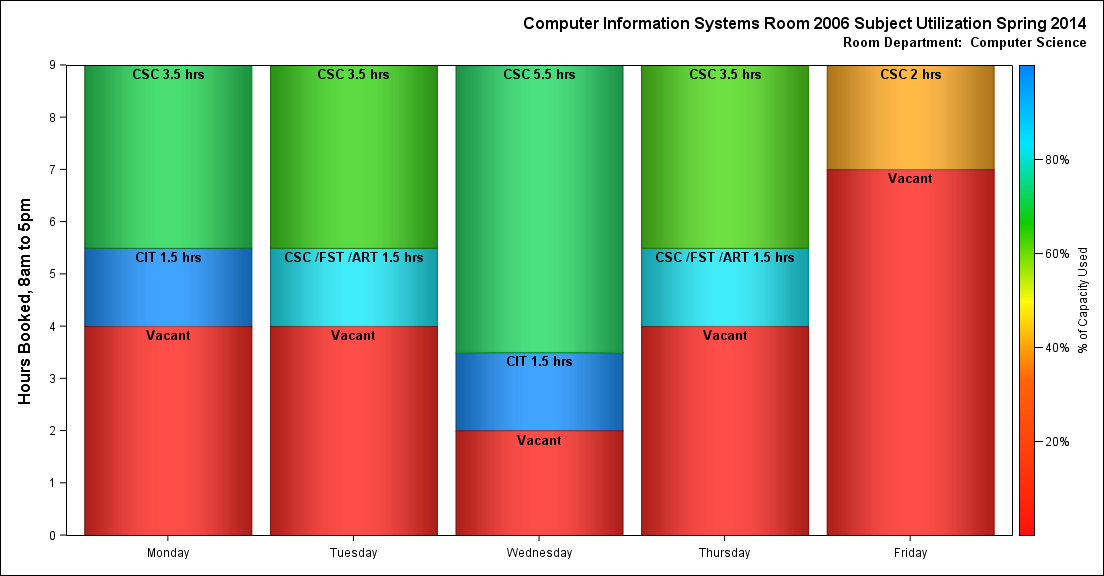 Computer Information Systems Room 2006 Subject Utilization Spring 2014
Room Department: Computer Science
Hours Booked, 8am to 5pm
9
8
7
6
5
4
3
2
1
0
CSC 3.5 hrs
CIT 1.5 hrs
Vacant
CSC 3.5 hrs
CSC /FST /ART 1.5 hrs
Vacant
CSC 5.5 hrs
CIT 1.5 hrs
Vacant
CSC 3.5 hrs
CSC /FST /ART 1.5 hrs
Vacant
CSC 2 hrs
Vacant
Monday
Tuesday
Wednesday
Thursday
Friday
80%
60%
40%
20%
% of Capacity Used